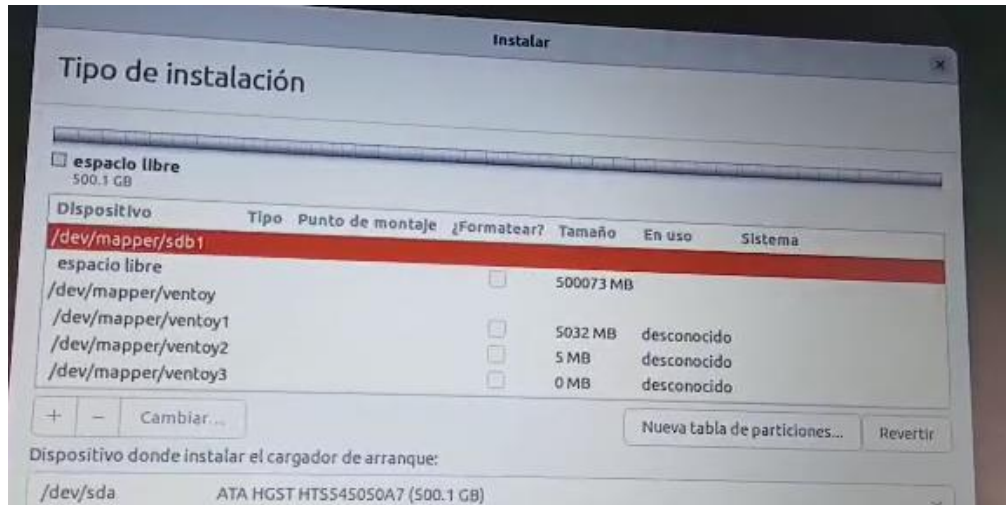 Instalar
Tipo de instalación
espacio libre
500.1 GB
Dispositivo Tipo Punto de montaje ¿Formatear? Tamaño En uso Sistema
/dev/mapper/sdb1
espacio libre 500073 MB
/dev/mapper/ventoy
/dev/mapper/ventoy1 5032 MB desconocido
/dev/mapper/ventoy2 5 MB desconocido
/dev/mapper/ventoy3 0 MB desconocido
+ - Cambiar... Nueva tabla de particiones... Revertir
Dispositivo donde instalar el cargador de arranque:
/dev/sda ATA HGST HTS545050A7 (500.1 GB)